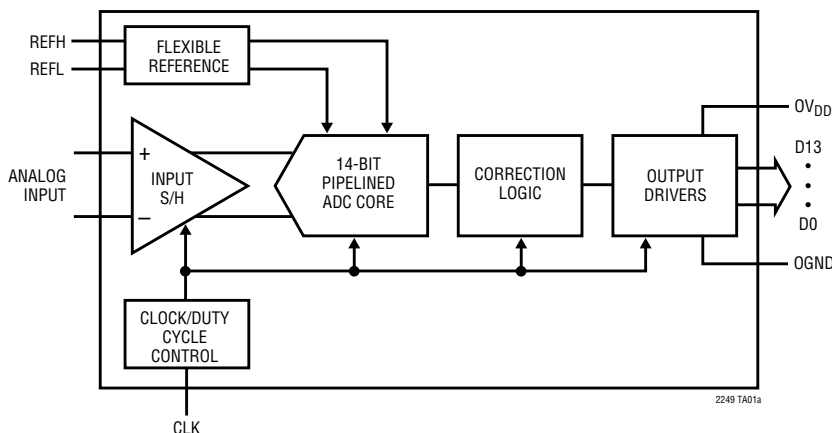 REFH
REFL
FLEXIBLE
REFERENCE
ANALOG
INPUT
+
−
INPUT
S/H
14-BIT
PIPELINED
ADC CORE
CORRECTION
LOGIC
OUTPUT
DRIVERS
OVDD
D13
•
•
•
D0
OGND
CLOCK/DUTY
CYCLE
CONTROL
CLK
2249 TA01a